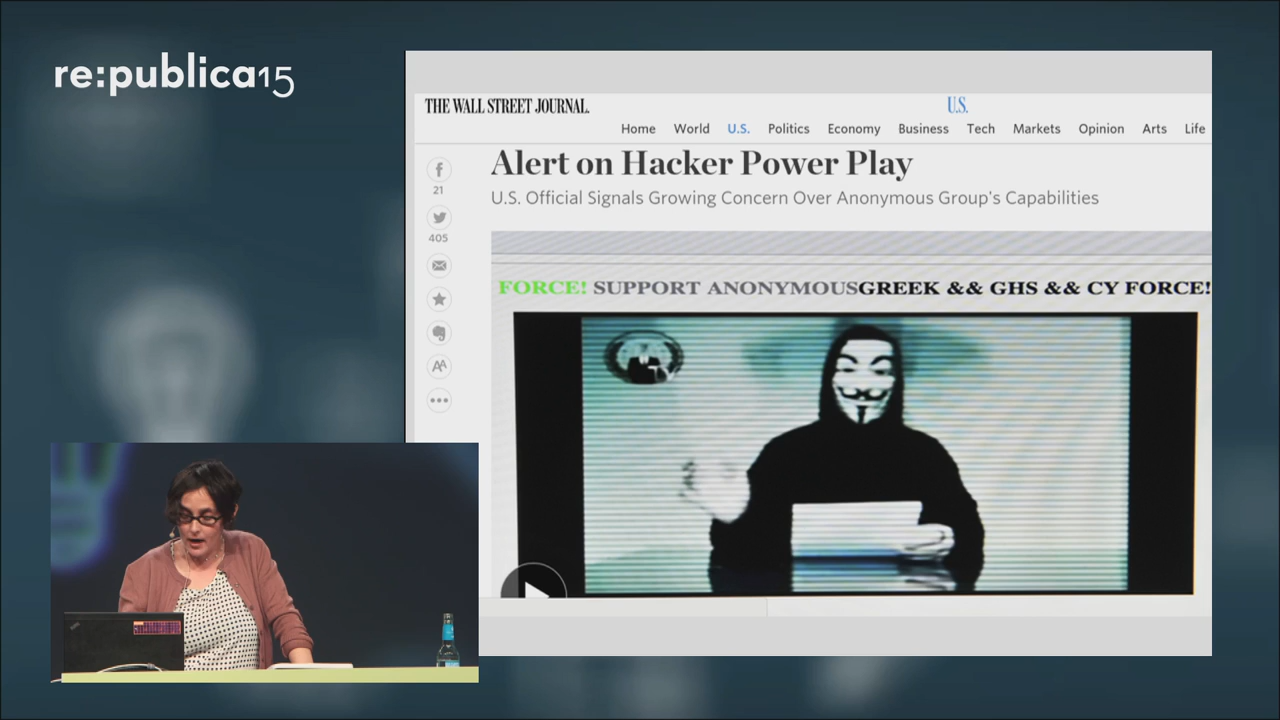 re:publica15
THE WALL STREET JOURNAL.
U.S.
Home World U.S. Politics Economy Business Tech Markets Opinion Arts Life
Alert on Hacker Power Play
U.S. Official Signals Growing Concern Over Anonymous Group's Capabilities
21
405
AA
FORCE! SUPPORT ANONYMOUSGREEK && GHS && CY FORCE!